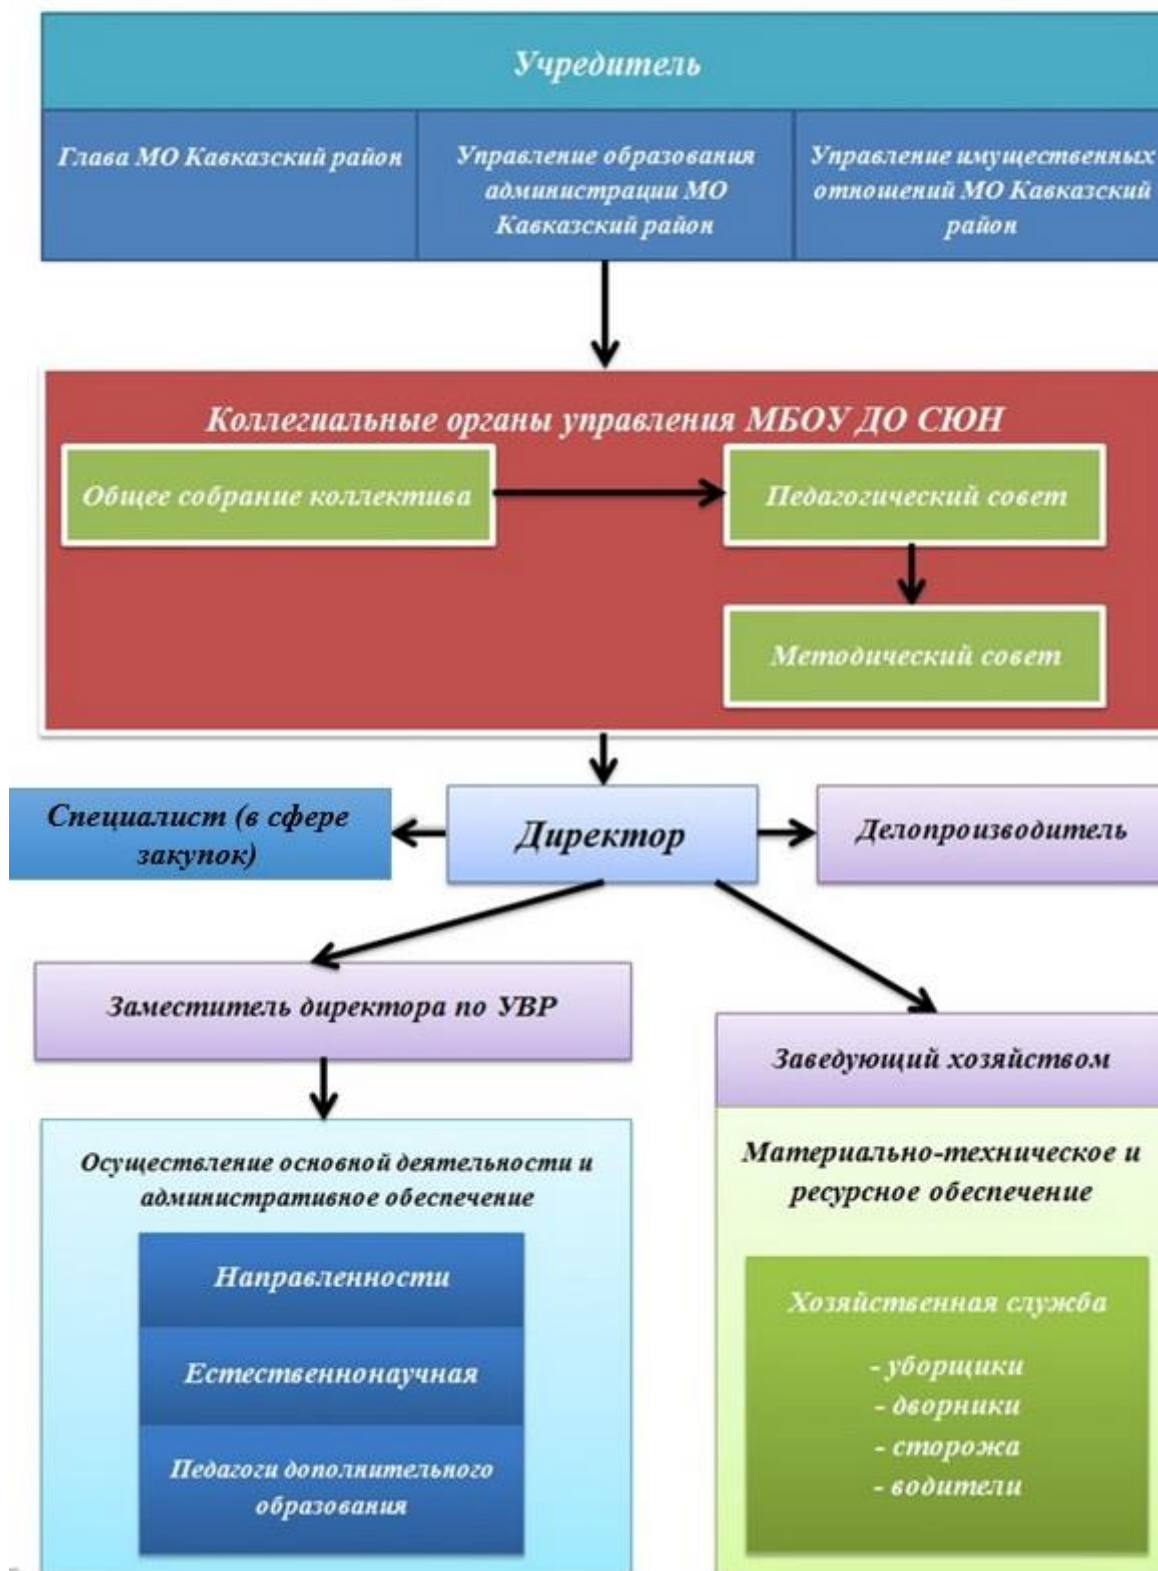 Учредитель
Глава МО Кавказский район
Управление образования
администрации МО
Кавказский район
Управление имущественных
отношений МО Кавказский
район
Коллегиальные органы управления МБОУ ДО СЮН
Общее собрание коллектива
Педагогический совет
Методический совет
Специалист (в сфере
закупок)
Директор
Делопроизводитель
Заместитель директора по УВР
Заведующий хозяйством
Осуществление основной деятельности и
административное обеспечение
Направленности
Естественнонаучная
Педагоги дополнительного
образования
Материально-техническое и
ресурсное обеспечение
Хозяйственная служба
- уборщики
- дворники
- сторожа
- водители